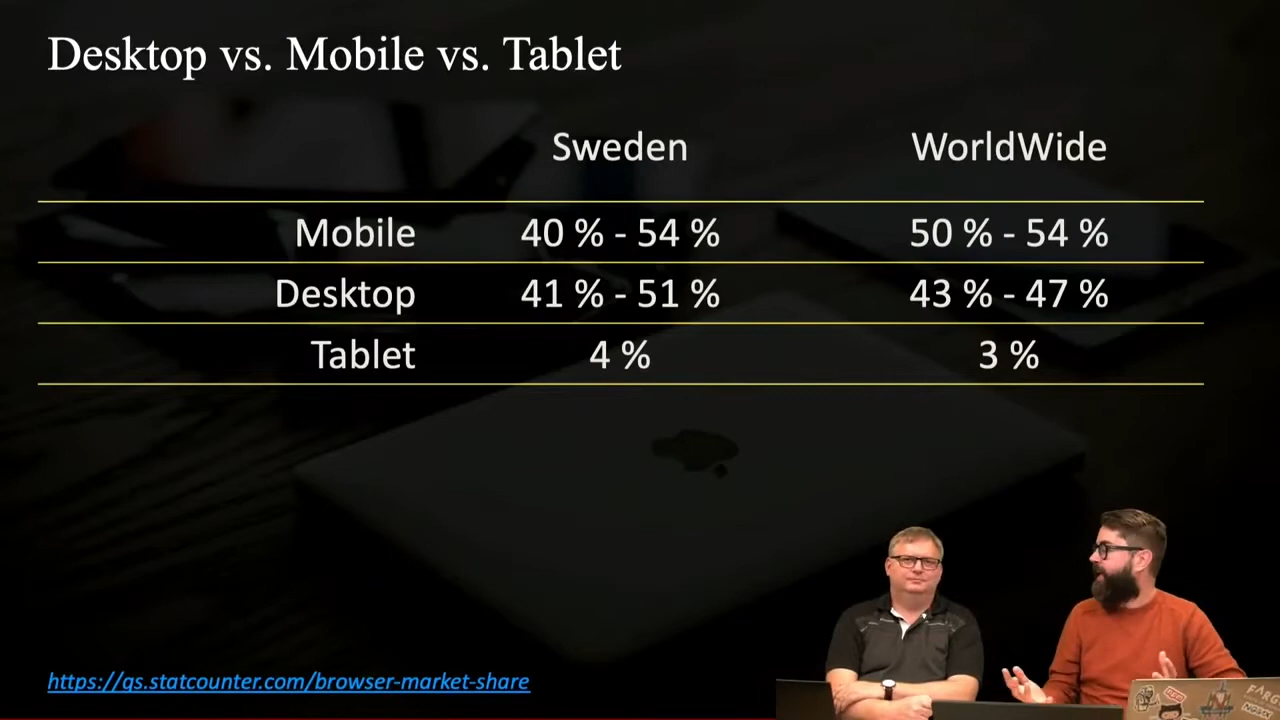 Desktop vs. Mobile vs. Tablet
Sweden WorldWide
Mobile 40 % - 54 % 50 % - 54 %
Desktop 41 % - 51 % 43 % - 47 %
Tablet 4 % 3 %
https://gs.statcounter.com/browser-market-share